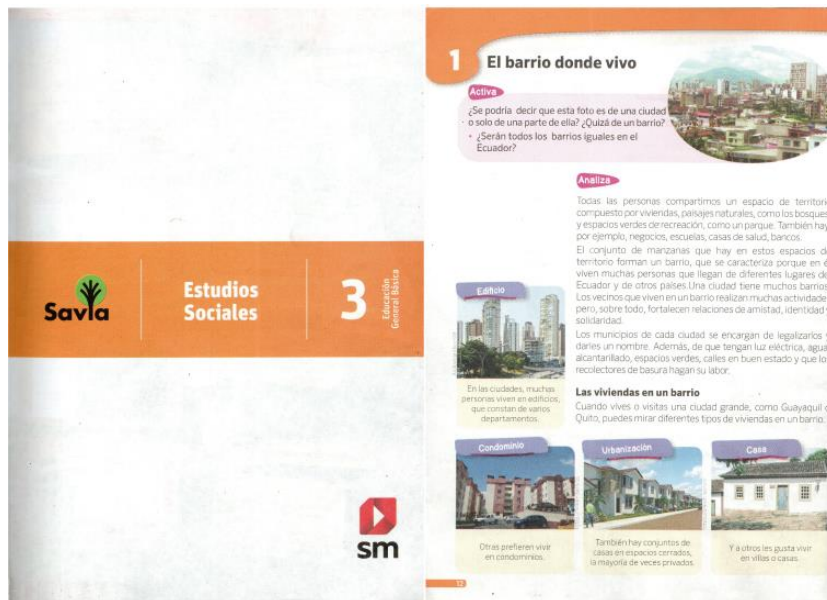 Savia
Estudios
Sociales
3
Educación
General Básica
sm
1
El barrio donde vivo
Activa
¿Se podría decir que esta foto es de una ciudad
o solo de una parte de ella? ¿Quizá de un barrio?
• ¿Serán todos los barrios iguales en el
Ecuador?
Analiza
Todas las personas compartimos un espacio de territori
compuesto por viviendas, paisajes naturales, como los bosques
y espacios verdes de recreación, como un parque. También hay
por ejemplo, negocios, escuelas, casas de salud, bancos.
El conjunto de manzanas que hay en estos espacios de
territorio forman un barrio, que se caracteriza porque en é
viven muchas personas que llegan de diferentes lugares de
Ecuador y de otros países.Una ciudad tiene muchos barrios
Los vecinos que viven en un barrio realizan muchas actividade
pero, sobre todo, fortalecen relaciones de amistad, identidad
solidaridad.
Los municipios de cada ciudad se encargan de legalizarlos
darles un nombre. Además, de que tengan luz eléctrica, agua
alcantarillado, espacios verdes, calles en buen estado y que lo
recolectores de basura hagan su labor.
Las viviendas en un barrio
Cuando vives o visitas una ciudad grande, como Guayaquil
Quito, puedes mirar diferentes tipos de viviendas en un barrio.
Edificio
En las ciudades, muchas
personas viven en edificios,
que constan de varios
departamentos.
Condominio
Otras prefieren vivir
en condominios.
Urbanización
También hay conjuntos de
casas en espacios cerrados,
la mayoría de veces privados.
Casa
Y a otros les gusta vivir
en villas o casas.
12